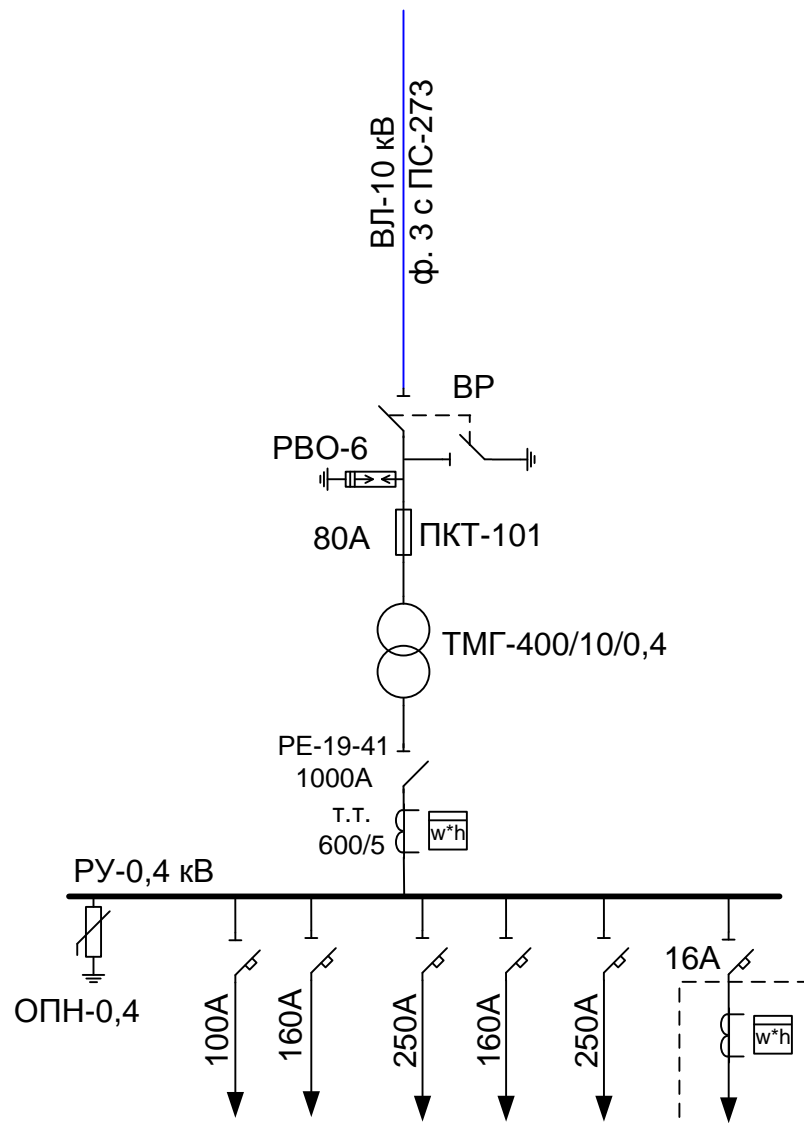 ВЛ-10 кВ
ф. 3 с ПС-273
ВР
РВО-6
80А
ПКТ-101
ТМГ-400/10/0,4
РЕ-19-41
1000А
т.т.
600/5
w*h
РУ-0,4 кВ
ОПН-0,4
100А
160А
250А
160А
250А
16А
w*h